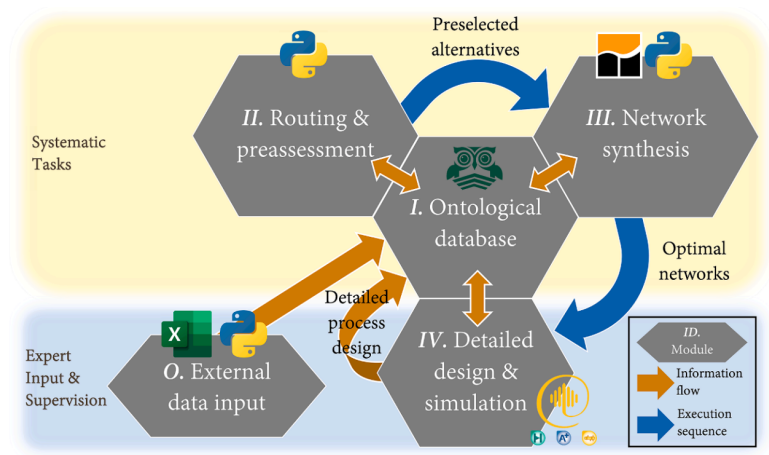 Preselected
alternatives
II. Routing &
preassessment
III. Network
synthesis
Systematic
Tasks
I. Ontological
database
Optimal
networks
Detailed
process
design
X
Expert
Input &
Supervision
O. External
data input
IV. Detailed
design &
simulation
H
A+
ID.
Module
Information
flow
Execution
sequence